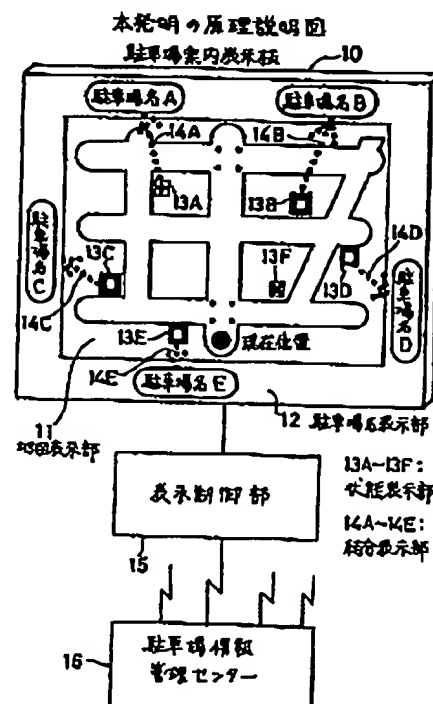 本発明の原理説明図
駐車場案内表示板
10
駐車場名A
駐車場名B
14A
14B
13A
13B
駐車場名C
13C
14C
13F
13D
14D
駐車場名D
13E
現在位置
14E
駐車場名E
11
地図表示部
12 駐車場名表示部
表示制御部
15
13A~13F:
状態表示部
14A~14E:
結合表示部
16
駐車場情報
管理センター